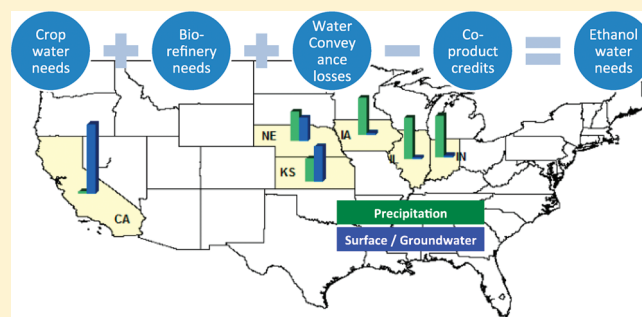 Crop
water
needs
Bio-
refinery
needs
Water
Convey
ance
losses
Co-
product
credits
Ethanol
water
needs
NE
IA
IL
IN
KS
CA
Precipitation
Surface / Groundwater